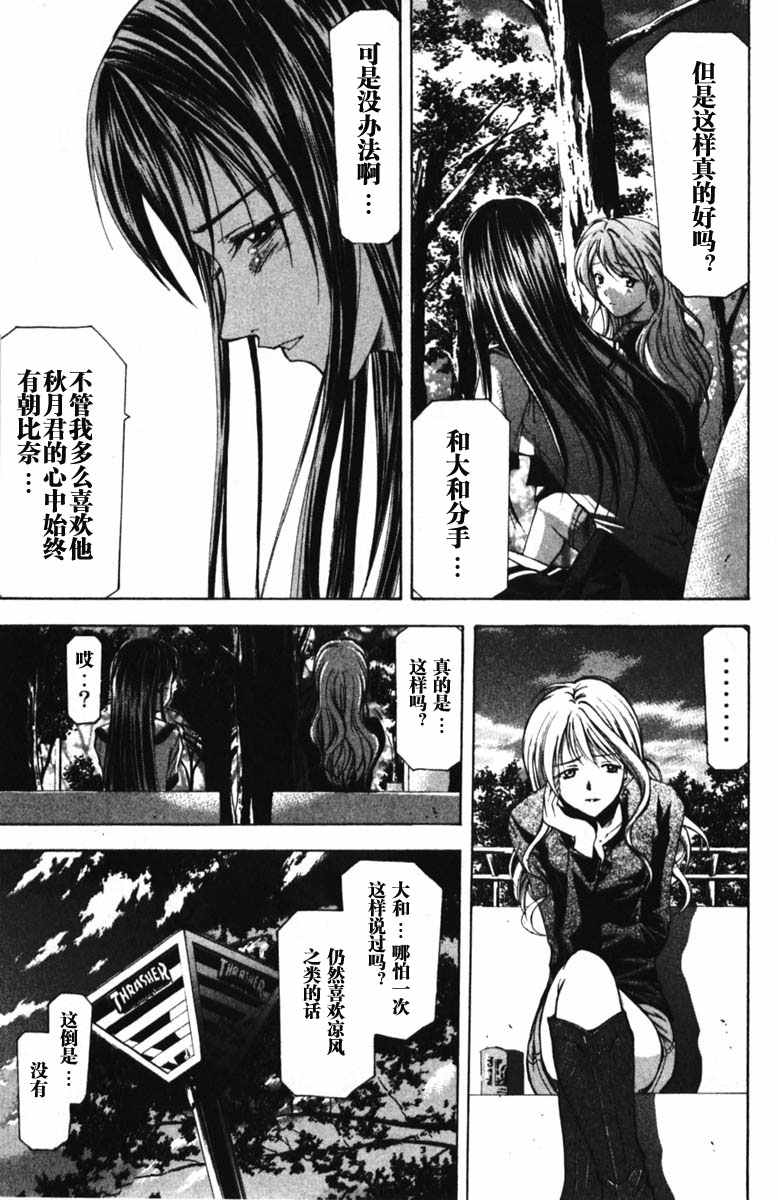 但是这样真的好吗？
和大和分手…
可是没办法啊…
不管我多么喜欢他
秋月君的心中始终
有朝比奈…
………
真的是…
这样吗？
哎…？
大和…哪怕一次
这样说过吗？
仍然喜欢凉风
之类的话
THRASHER
THRASHER
这倒是…
没有